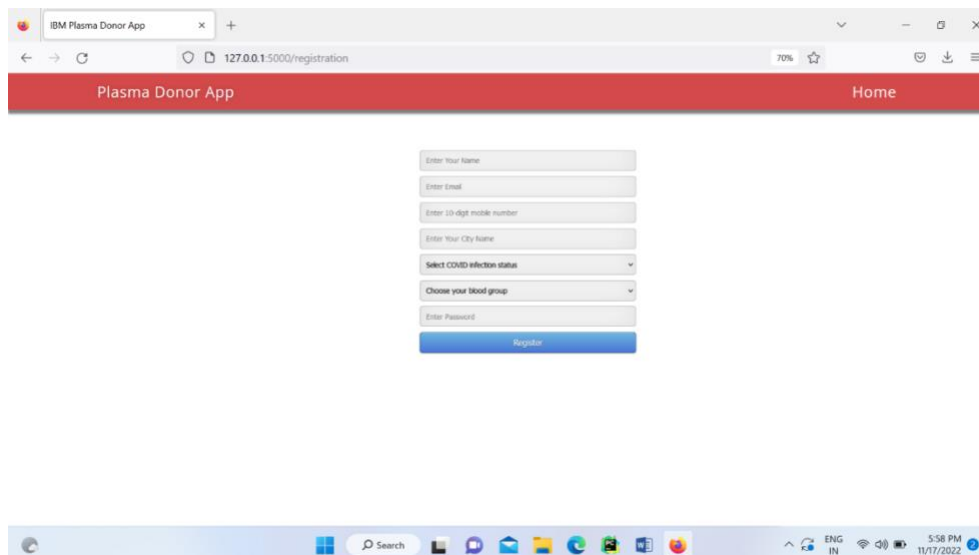 IBM Plasma Donor App
127.0.0.1:5000/registration
70%
Plasma Donor App
Home
Enter Your Name
Enter Email
Enter 10-digit mobile number
Enter Your City Name
Select COVID infection status
Choose your blood group
Enter Password
Register
Search
ENG
IN
5:58 PM
11/17/2022
2